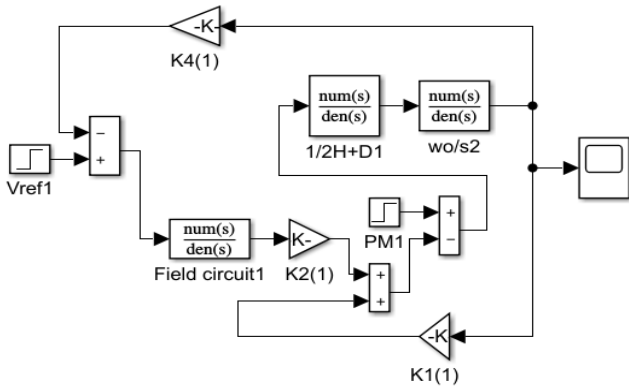 -K-
K4(1)
num(s)
den(s)
1/2H+D1
num(s)
den(s)
wo/s2
−
+
Vref1
num(s)
den(s)
Field circuit1
K-
K2(1)
PM1
+
−
+
+
-K
K1(1)